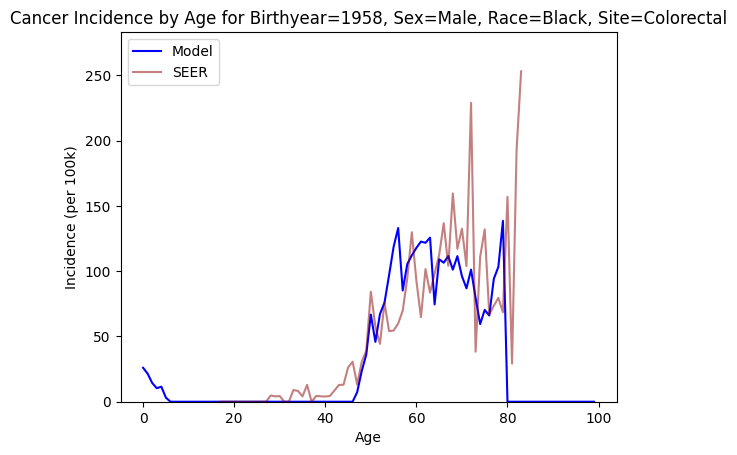 Cancer Incidence by Age for Birthyear=1958, Sex=Male, Race=Black, Site=Colorectal
Model
SEER
Incidence (per 100k)
250
200
150
100
50
0
0 20 40 60 80 100
Age